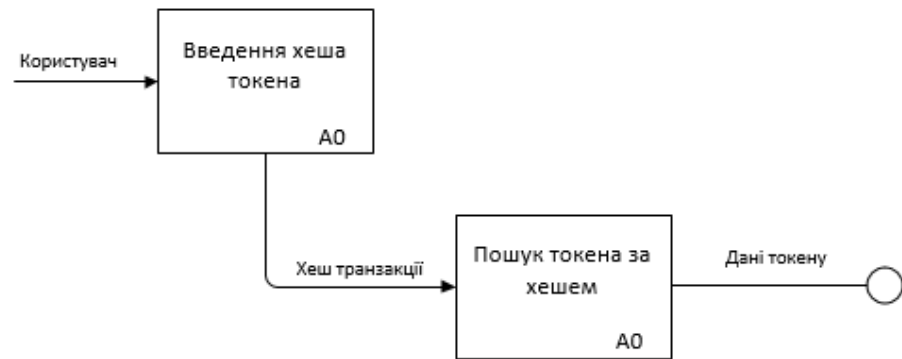 Користувач
Введення хеша
токена
A0
Хеш транзакції
Пошук токена за
хешем
A0
Дані токену